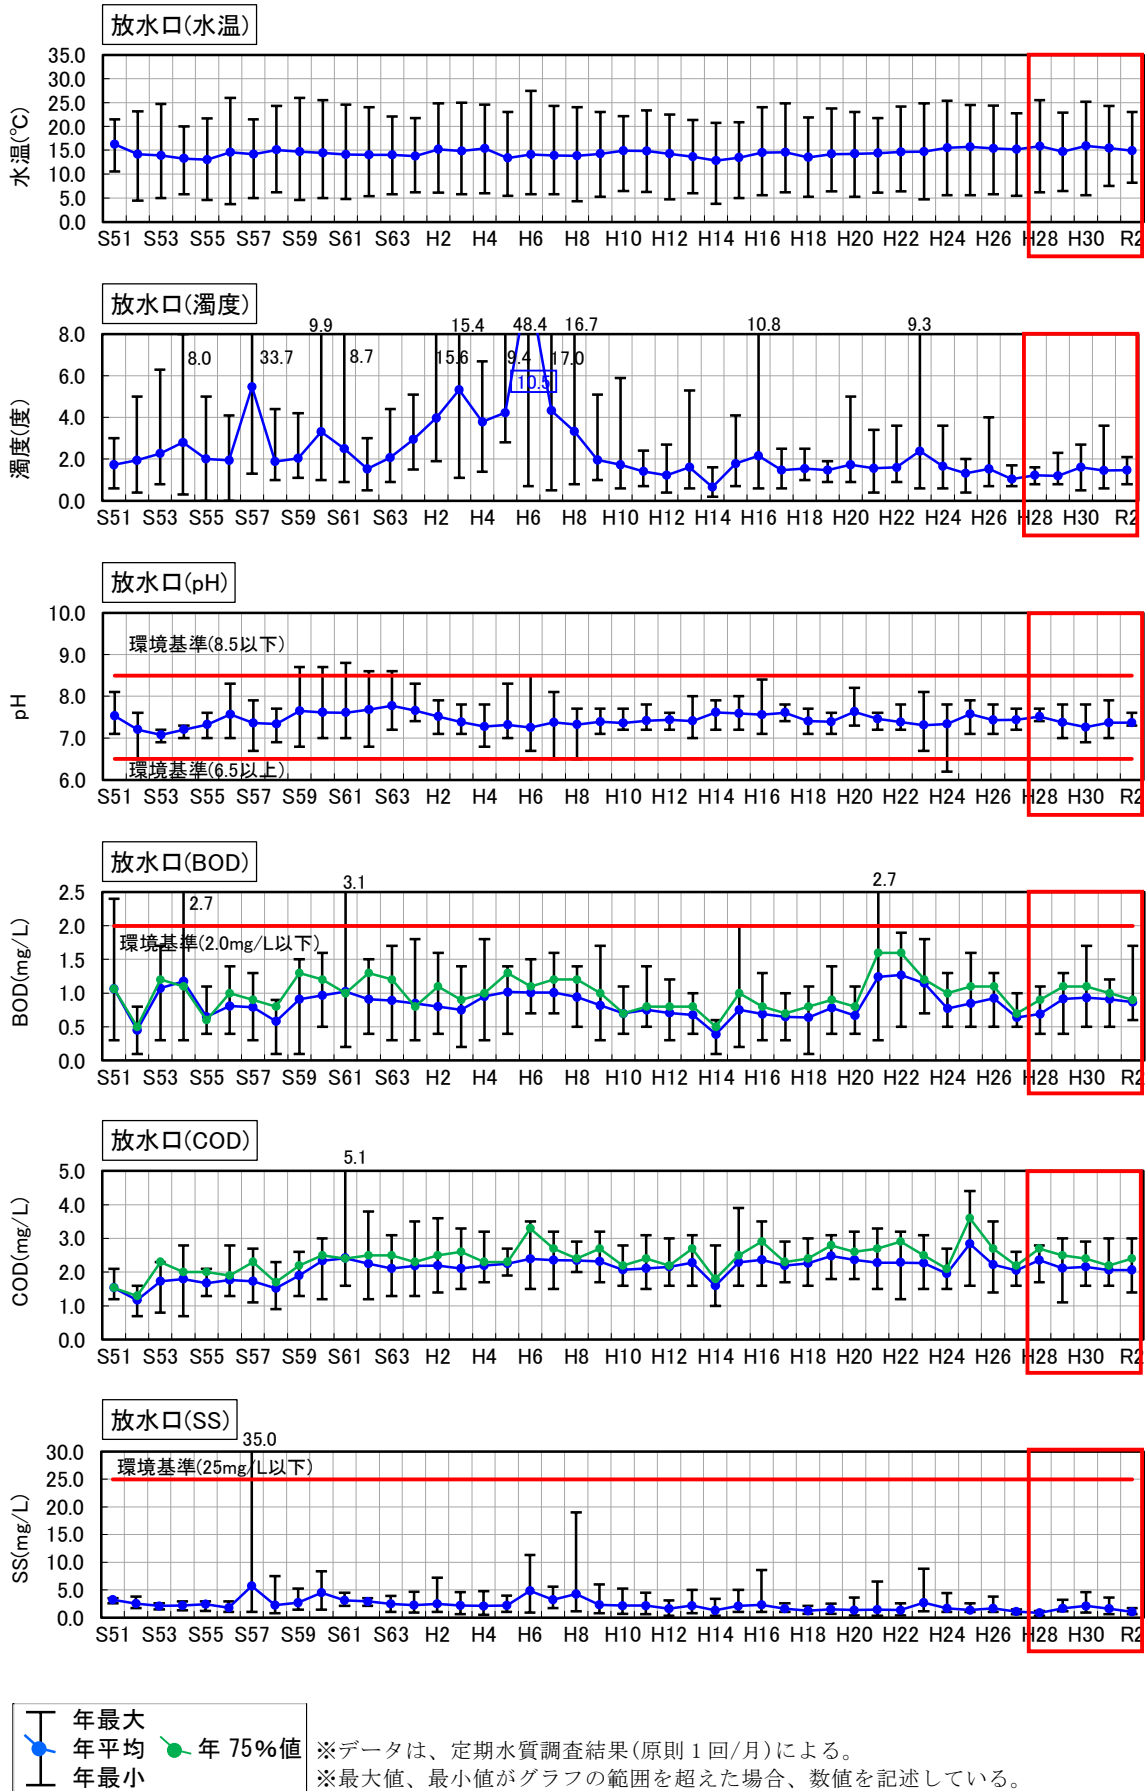 放水口(水温)
水温(℃)
35.0
30.0
25.0
20.0
15.0
10.0
5.0
0.0
S51 S53 S55 S57 S59 S61 S63 H2 H4 H6 H8 H10 H12 H14 H16 H18 H20 H22 H24 H26 H28 H30 R2
放水口(濁度)
濁度(度)
9.9 15.4 48.4 16.7 10.8 9.3
8.0 33.7 8.7 15.6 9.4 17.0
10.5
8.0
6.0
4.0
2.0
0.0
S51 S53 S55 S57 S59 S61 S63 H2 H4 H6 H8 H10 H12 H14 H16 H18 H20 H22 H24 H26 H28 H30 R2
放水口(pH)
pH
10.0
9.0
8.0
7.0
6.0
環境基準(8.5以下)
環境基準(6.5以上)
S51 S53 S55 S57 S59 S61 S63 H2 H4 H6 H8 H10 H12 H14 H16 H18 H20 H22 H24 H26 H28 H30 R2
放水口(BOD)
BOD(mg/L)
3.1 2.7
2.7
2.5
2.0
1.5
1.0
0.5
0.0
環境基準(2.0mg/L以下)
S51 S53 S55 S57 S59 S61 S63 H2 H4 H6 H8 H10 H12 H14 H16 H18 H20 H22 H24 H26 H28 H30 R2
放水口(COD)
COD(mg/L)
5.1
5.0
4.0
3.0
2.0
1.0
0.0
S51 S53 S55 S57 S59 S61 S63 H2 H4 H6 H8 H10 H12 H14 H16 H18 H20 H22 H24 H26 H28 H30 R2
放水口(SS)
SS(mg/L)
35.0
30.0
25.0
20.0
15.0
10.0
5.0
0.0
環境基準(25mg/L以下)
S51 S53 S55 S57 S59 S61 S63 H2 H4 H6 H8 H10 H12 H14 H16 H18 H20 H22 H24 H26 H28 H30 R2
年最大
年平均 年 75%値
年最小
※データは、定期水質調査結果(原則1回/月)による。
※最大値、最小値がグラフの範囲を超えた場合、数値を記述している。